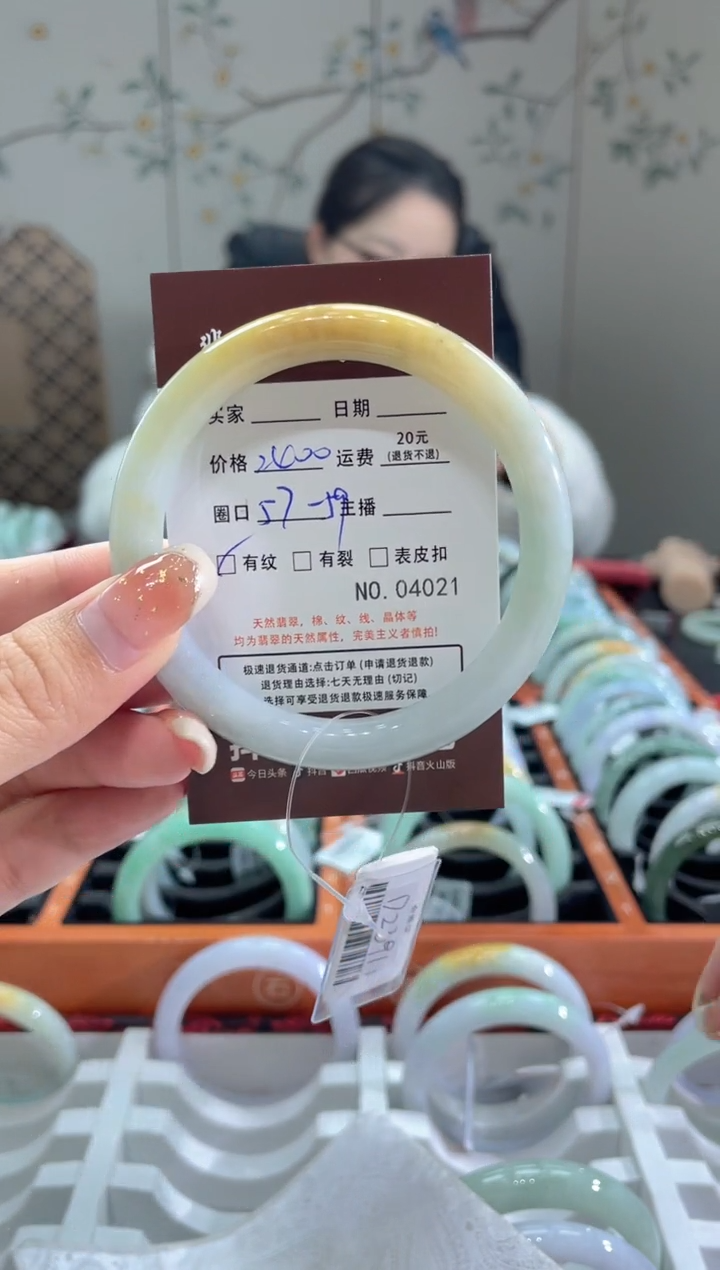 买家 日期
20元
价格 2400 运费 (退货不退)
圈口 57-59 主播
有纹 有裂 表皮扣
NO. 04021
天然翡翠，棉、纹、线、晶体等
均为翡翠的天然属性，完美主义者慎拍!
极速退货通道:点击订单 (申请退货退款)
退货理由选择:七天无理由 (切记)
选择可享受退货退款极速服务保障
今日头条 抖音 抖音火山版